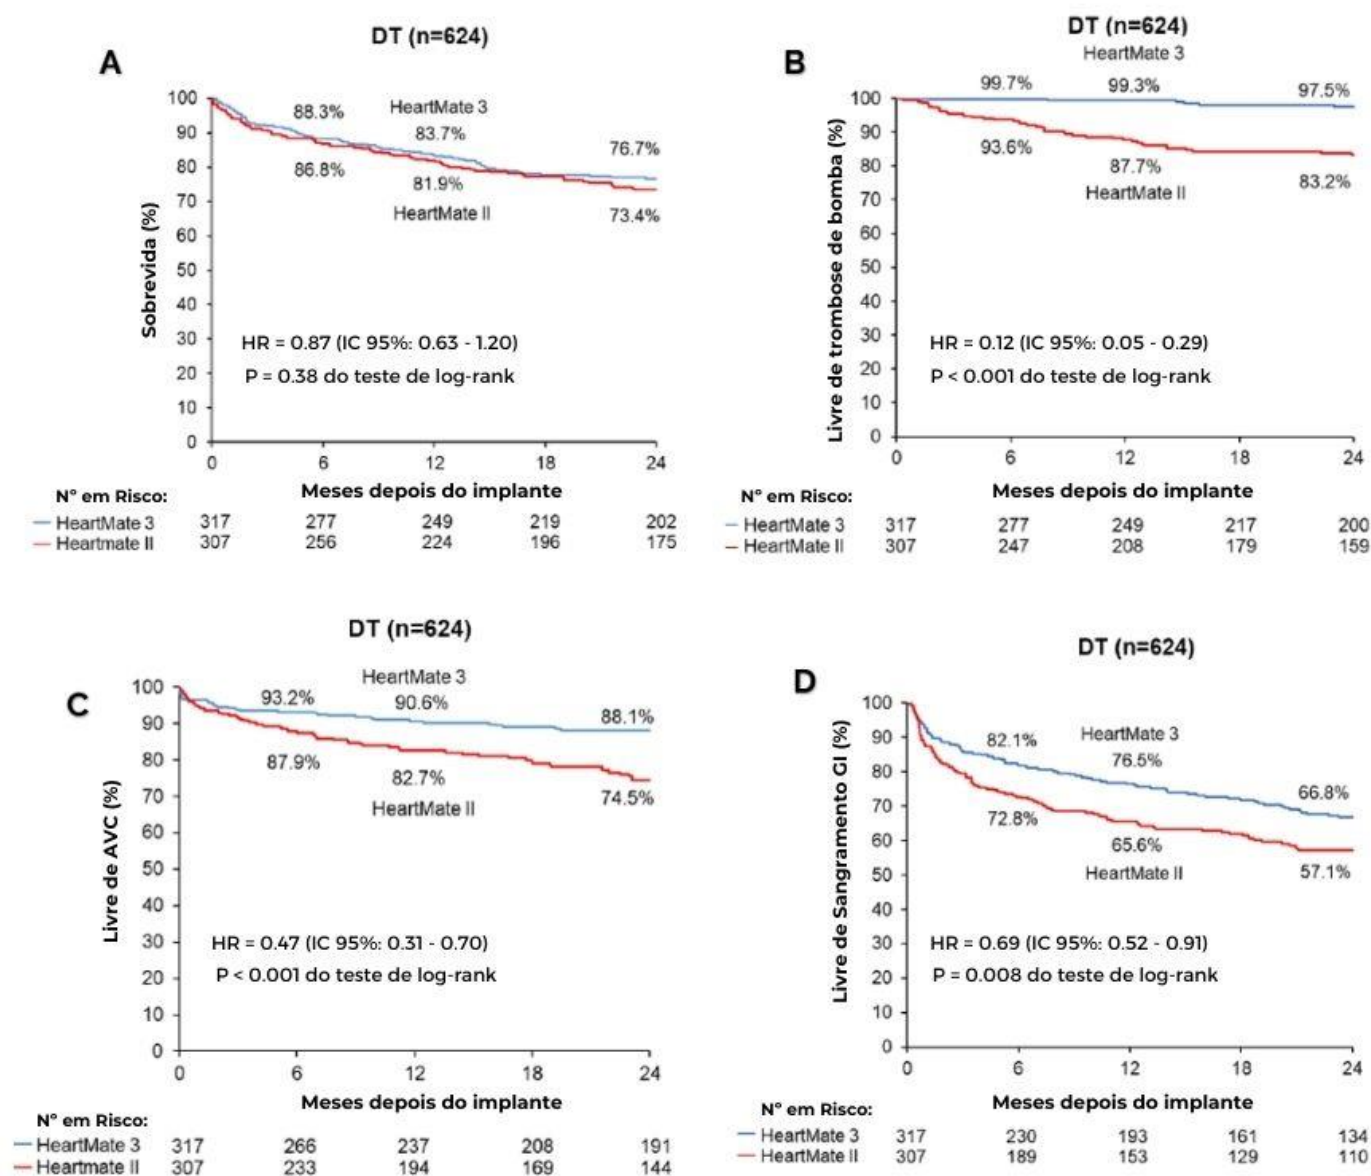 A
DT (n=624)
Sobrevida (%)
100
90
80
70
60
50
40
30
20
10
0
88.3%
HeartMate 3
83.7%
76.7%
86.8%
81.9%
HeartMate II
73.4%
HR = 0.87 (IC 95%: 0.63 - 1.20)
P = 0.38 do teste de log-rank
0 6 12 18 24
Meses depois do implante
Nº em Risco:
HeartMate 3 317 277 249 219 202
Heartmate II 307 256 224 196 175
B
DT (n=624)
HeartMate 3
Livre de trombose de bomba (%)
100
90
80
70
60
50
40
30
20
10
0
99.7%
99.3%
97.5%
93.6%
87.7%
HeartMate II
83.2%
HR = 0.12 (IC 95%: 0.05 - 0.29)
P < 0.001 do teste de log-rank
0 6 12 18 24
Meses depois do implante
Nº em Risco:
HeartMate 3 317 277 249 217 200
HeartMate II 307 247 208 179 159
C
DT (n=624)
Livre de AVC (%)
100
90
80
70
60
50
40
30
20
10
0
HeartMate 3
93.2%
90.6%
88.1%
87.9%
82.7%
HeartMate II
74.5%
HR = 0.47 (IC 95%: 0.31 - 0.70)
P < 0.001 do teste de log-rank
0 6 12 18 24
Meses depois do implante
Nº em Risco:
HeartMate 3 317 266 237 208 191
Heartmate II 307 233 194 169 144
D
DT (n=624)
Livre de Sangramento GI (%)
100
90
80
70
60
50
40
30
20
10
0
82.1%
HeartMate 3
76.5%
66.8%
72.8%
65.6%
HeartMate II
57.1%
HR = 0.69 (IC 95%: 0.52 - 0.91)
P = 0.008 do teste de log-rank
0 6 12 18 24
Meses depois do implante
Nº em Risco:
HeartMate 3 317 230 193 161 134
HeartMate II 307 189 153 129 110